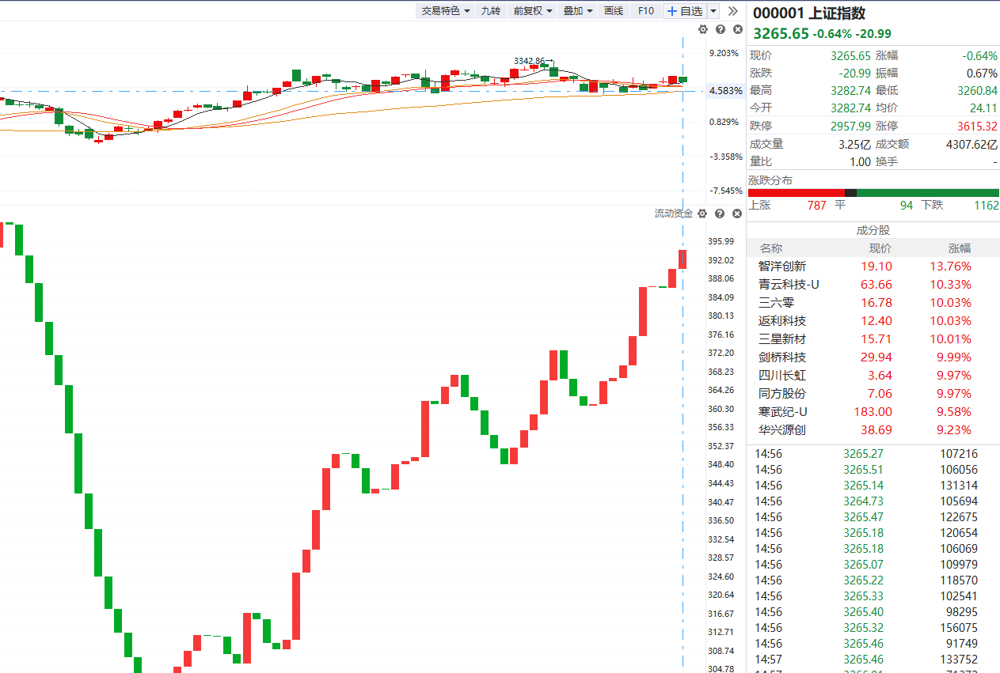 交易特色 九转 前复权 叠加 画线 F10 自选
000001 上证指数
3265.65 -0.64% -20.99
现价 3265.65 涨幅 -0.64%
涨跌 -20.99 振幅 0.67%
最高 3282.74 最低 3260.84
今开 3282.74 均价 24.11
跌停 2957.99 涨停 3615.32
成交量 3.25亿 成交额 4307.62亿
量比 1.00 换手 -
涨跌分布
上涨 787 平 94 下跌 1162
成分股
名称 现价 涨幅
智洋创新 19.10 13.76%
青云科技-U 63.66 10.33%
三六零 16.78 10.03%
返利科技 12.40 10.03%
三星新材 15.71 10.01%
剑桥科技 29.94 9.99%
四川长虹 3.64 9.97%
同方股份 7.06 9.97%
寒武纪-U 183.00 9.58%
华兴源创 38.69 9.23%
14:56 3265.27 107216
14:56 3265.51 106056
14:56 3265.14 131314
14:56 3264.73 105694
14:56 3265.47 122675
14:56 3265.18 120654
14:56 3265.18 106069
14:56 3265.07 109979
14:56 3265.22 118570
14:56 3265.33 102541
14:56 3265.40 98295
14:56 3265.32 156075
14:56 3265.46 91749
14:57 3265.46 133752
3342.86
9.203%
4.583%
0.829%
-3.358%
-7.545%
流动资金
395.99
392.02
388.06
384.09
380.13
376.16
372.20
368.23
364.26
360.30
356.33
352.37
348.40
344.43
340.47
336.50
332.54
328.57
324.60
320.64
316.67
312.71
308.74
304.78